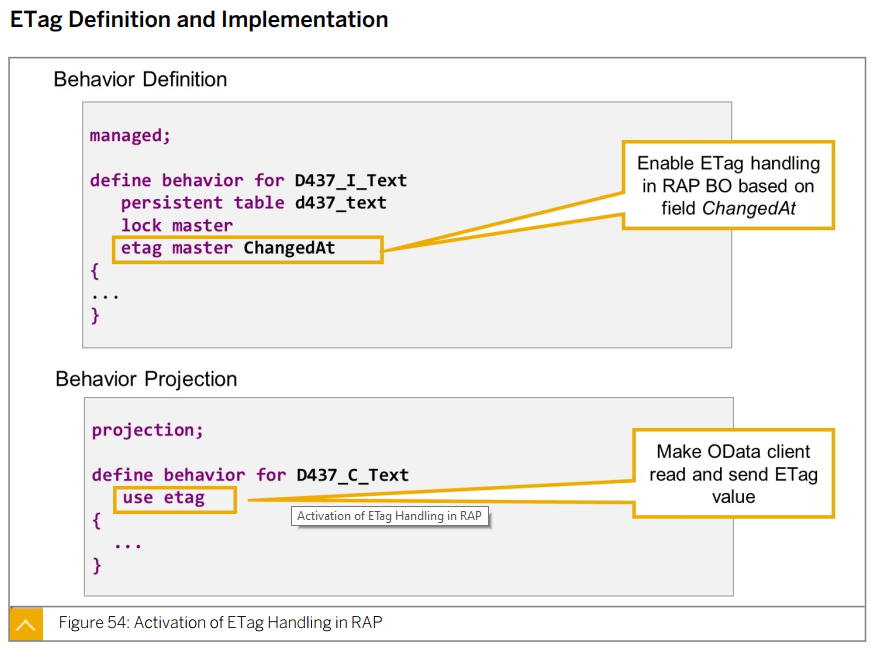 ETag Definition and Implementation
Behavior Definition
managed;
define behavior for D437_I_Text
persistent table d437_text
lock master
etag master ChangedAt
{
...
}
Enable ETag handling
in RAP BO based on
field ChangedAt
Behavior Projection
projection;
define behavior for D437_C_Text
use etag
{
...
}
Make OData client
read and send ETag
value
Activation of ETag Handling in RAP
Figure 54: Activation of ETag Handling in RAP